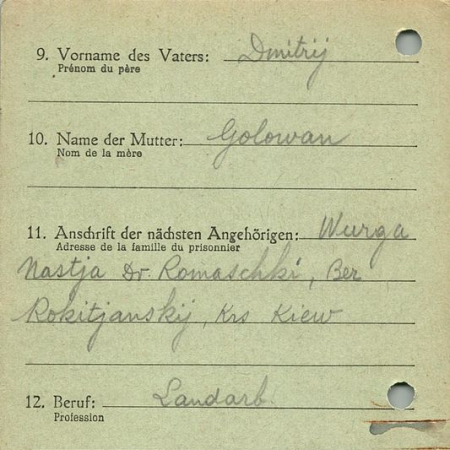 9. Vorname des Vaters: Dmitrij
Prénom du père
10. Name der Mutter: Golowan
Nom de la mère
11. Anschrift der nächsten Angehörigen: Wurga
Adresse de la famille du prisonnier
Nastja Dr. Romaschki, Ber
Rokitjanskij, Krs Kiew
12. Beruf: Landarb.
Profession